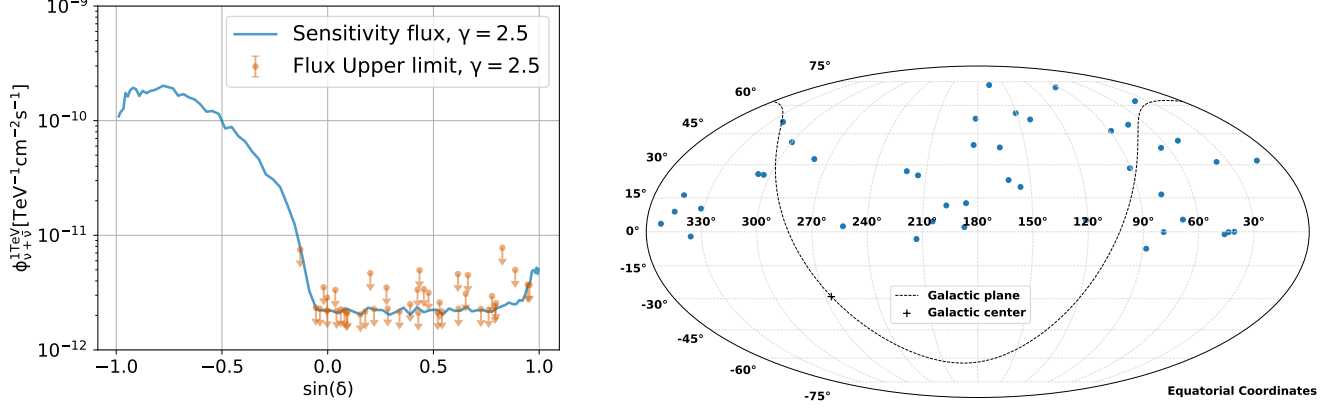 10⁻⁹
10⁻¹⁰
10⁻¹¹
10⁻¹²
ϕ¹ᵀᵉⱽ_ν+ν̄[TeV⁻¹cm⁻²s⁻¹]
Sensitivity flux, γ = 2.5
Flux Upper limit, γ = 2.5
−1.0 −0.5 0.0 0.5 1.0
sin(δ)
75°
60°
45°
30°
15°
330° 300° 270° 240° 210° 180° 150° 120° 90° 60° 30°
0°
-15°
-30°
-45°
-60°
-75°
Galactic plane
Galactic center
Equatorial Coordinates